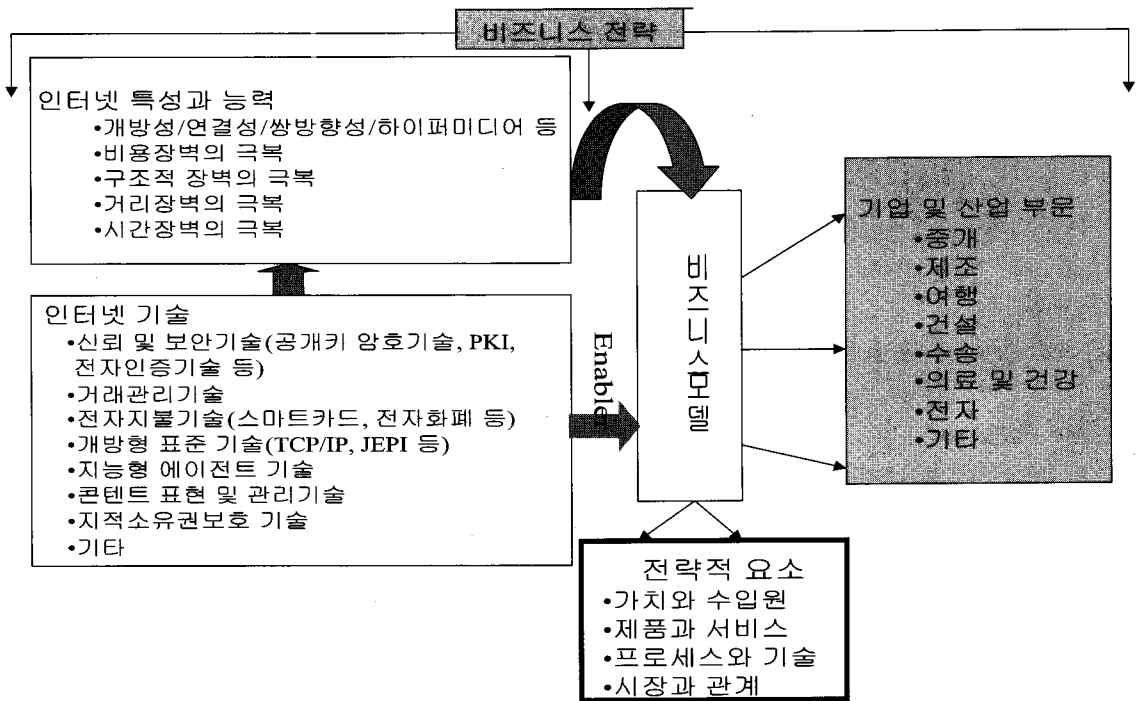 비즈니스 전략
인터넷 특성과 능력
•개방성/연결성/쌍방향성/하이퍼미디어 등
•비용장벽의 극복
•구조적 장벽의 극복
•거리장벽의 극복
•시간장벽의 극복
인터넷 기술
•신뢰 및 보안기술(공개키 암호기술, PKI,
전자인증기술 등)
•거래관리기술
•전자지불기술(스마트카드, 전자화폐 등)
•개방형 표준 기술(TCP/IP, JEPI 등)
•지능형 에이전트 기술
•콘텐트 표현 및 관리기술
•지적소유권보호 기술
•기타
Enabler
비즈니스모델
기업 및 산업 부문
•중개
•제조
•여행
•건설
•수송
•의료 및 건강
•전자
•기타
전략적 요소
•가치와 수입원
•제품과 서비스
•프로세스와 기술
•시장과 관계